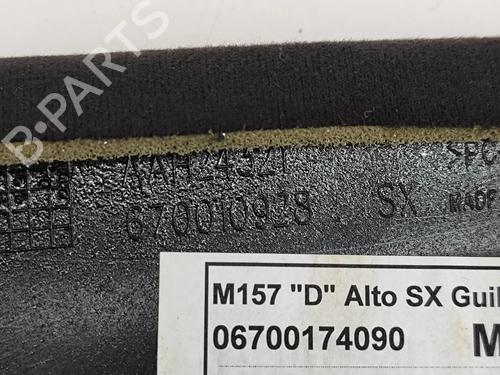 B-PARTS
AAH24321
670010928 SX MADE
>PC
M157 "D" Alto SX Guil
06700174090 M